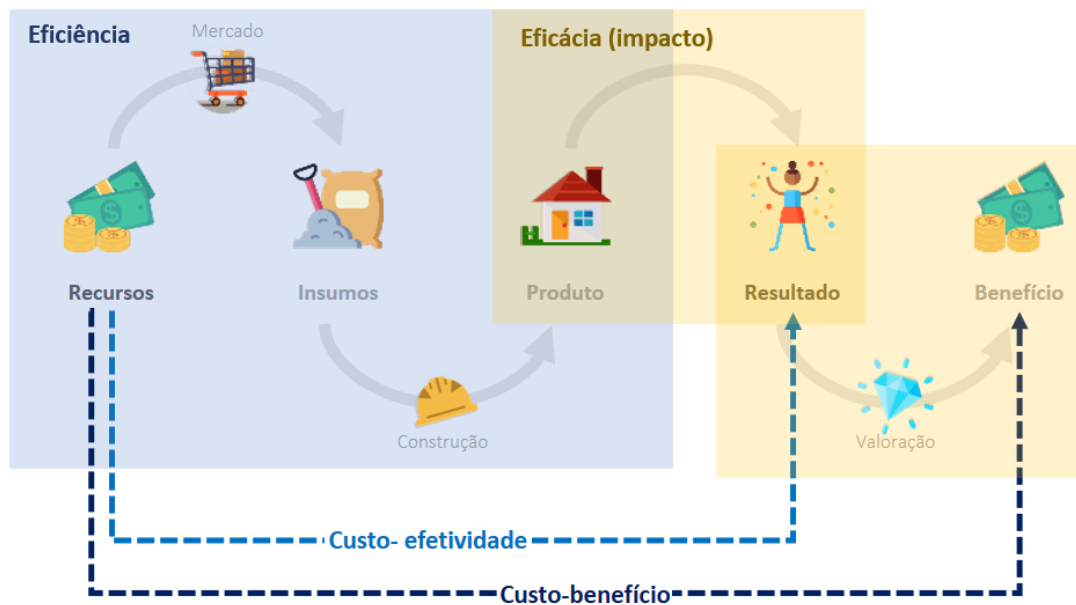 Eficiência
Mercado
Eficácia (impacto)
Recursos
Insumos
Produto
Resultado
Benefício
Construção
Valoração
Custo- efetividade
Custo-benefício